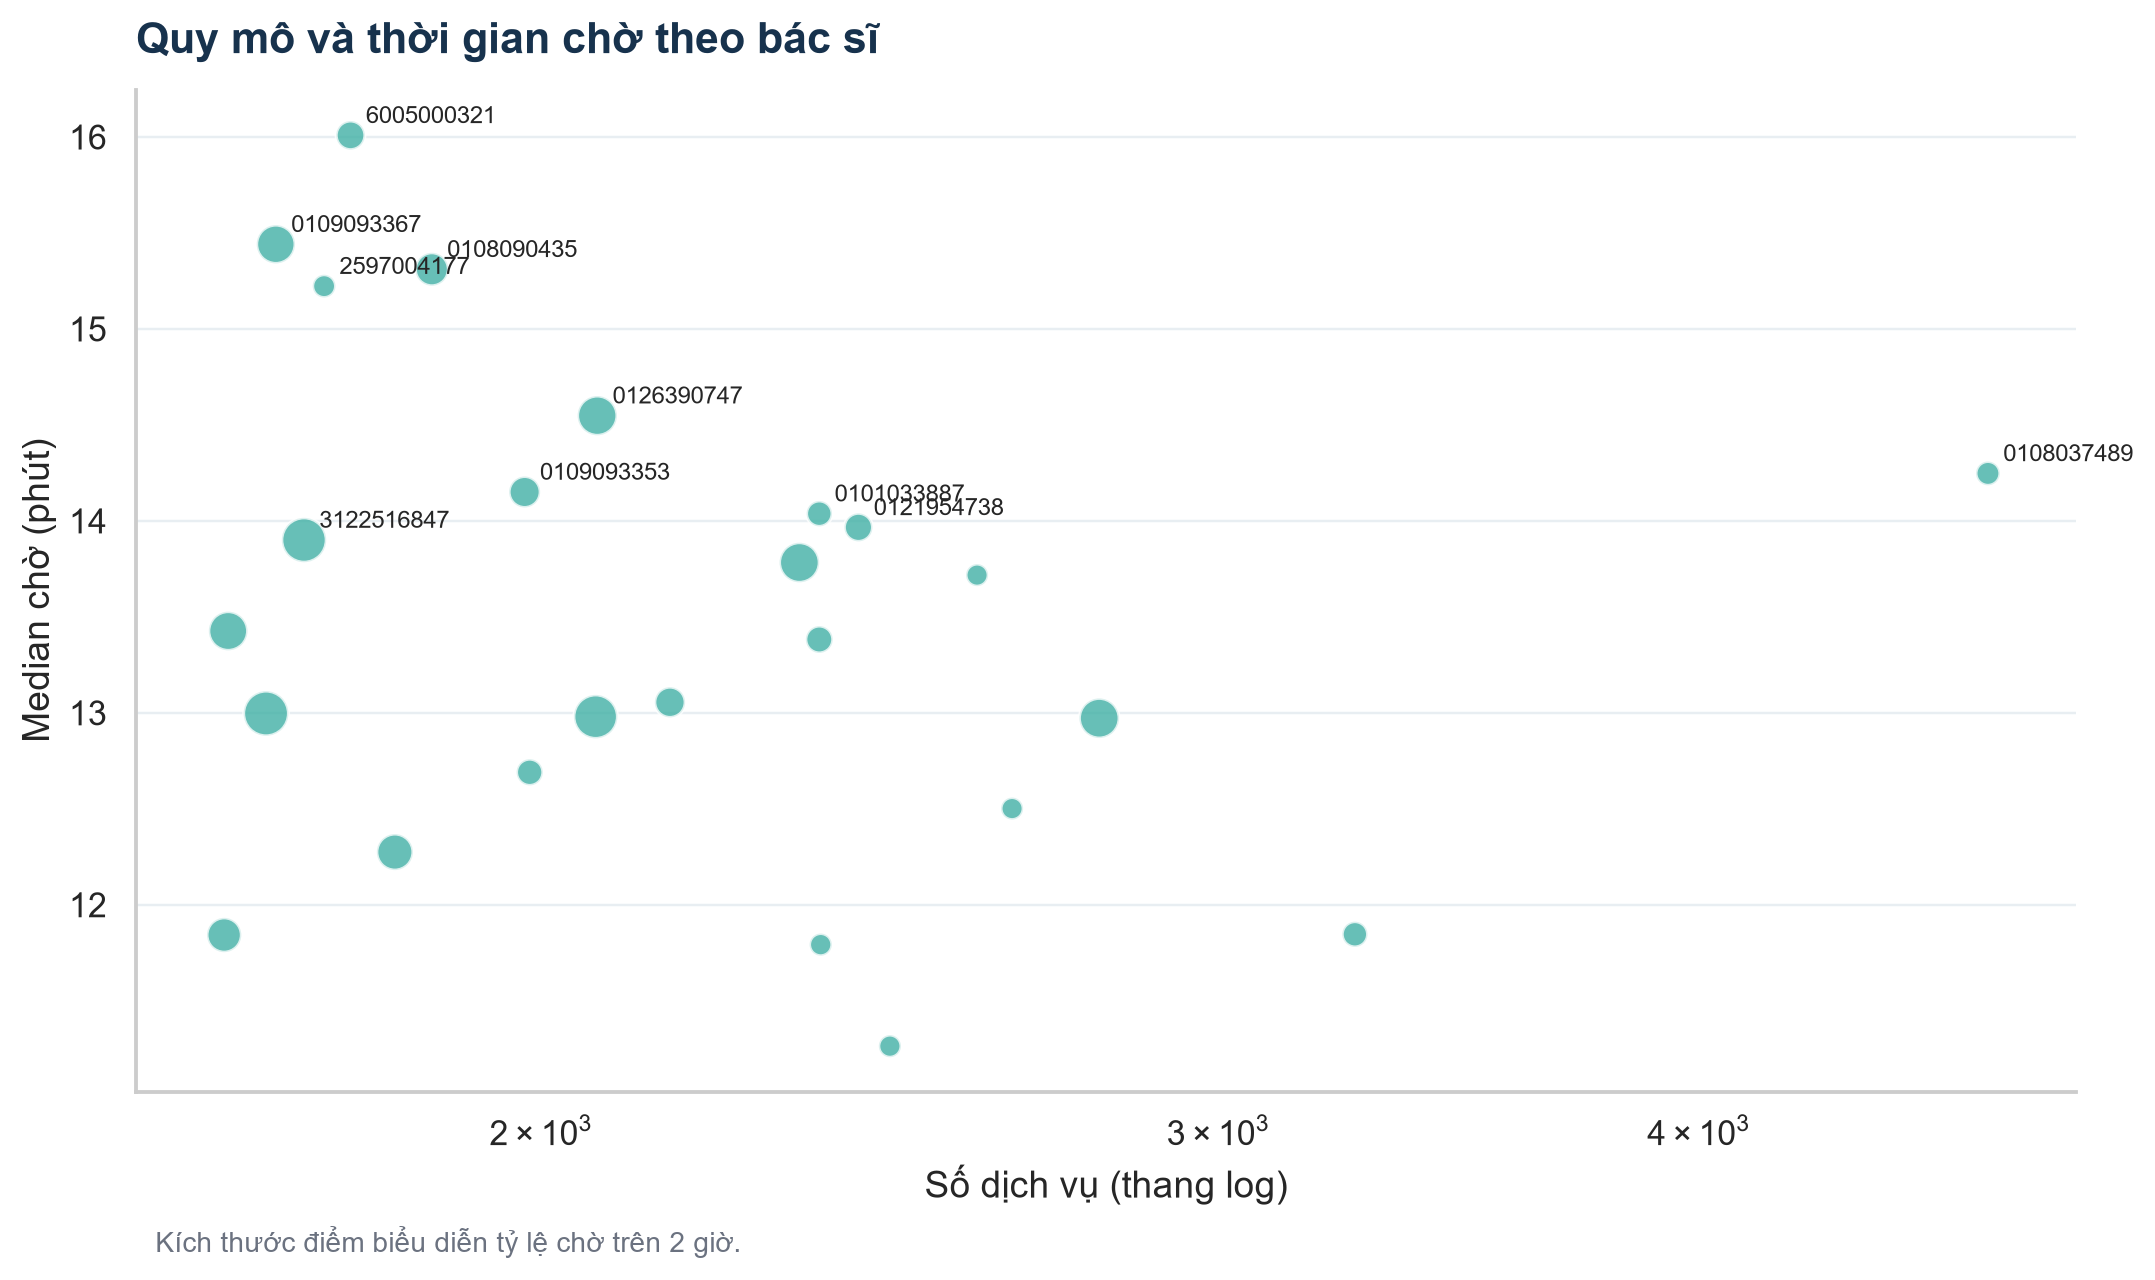 Quy mô và thời gian chờ theo bác sĩ
6005000321
16
0109093367
0108090435
2597004177
15
0126390747
0108037489
0109093353
0101033887
0121954738
3122516847
14
Median chờ (phút)
13
12
2 × 10³
3 × 10³
4 × 10³
Số dịch vụ (thang log)
Kích thước điểm biểu diễn tỷ lệ chờ trên 2 giờ.